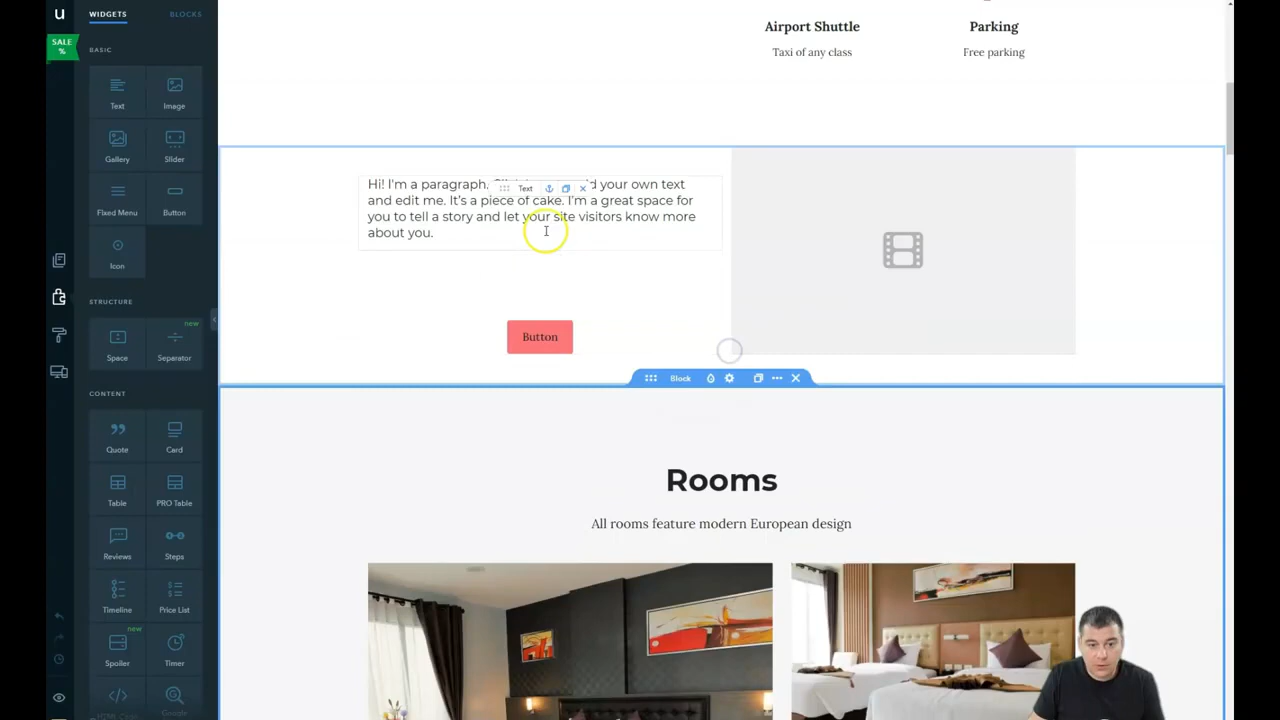 u
WIDGETS
BLOCKS
SALE
%
BASIC
Text
Image
Gallery
Slider
Fixed Menu
Button
Icon
STRUCTURE
new
Space
Separator
CONTENT
Quote
Card
Table
PRO Table
Reviews
Steps
Timeline
Price List
new
Spoiler
Timer
Google
Airport Shuttle
Parking
Taxi of any class
Free parking
Text
Hi! I'm a paragraph. d your own text
and edit me. It's a piece of cake. I'm a great space for
you to tell a story and let your site visitors know more
about you.
Button
Block
Rooms
All rooms feature modern European design